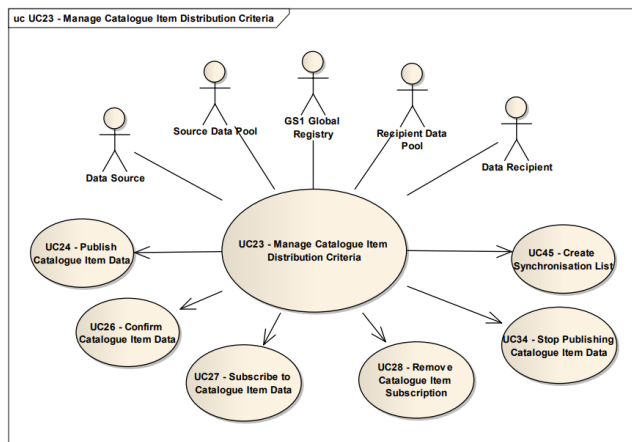 uc UC23 - Manage Catalogue Item Distribution Criteria
GS1 Global
Registry
Source Data Pool
Recipient Data
Pool
Data Source
Data Recipient
UC23 - Manage Catalogue Item
Distribution Criteria
UC24 - Publish
Catalogue Item Data
UC45 - Create
Synchronisation List
UC26 - Confirm
Catalogue Item Data
UC34 - Stop Publishing
Catalogue Item Data
UC27 - Subscribe to
Catalogue Item Data
UC28 - Remove
Catalogue Item
Subscription